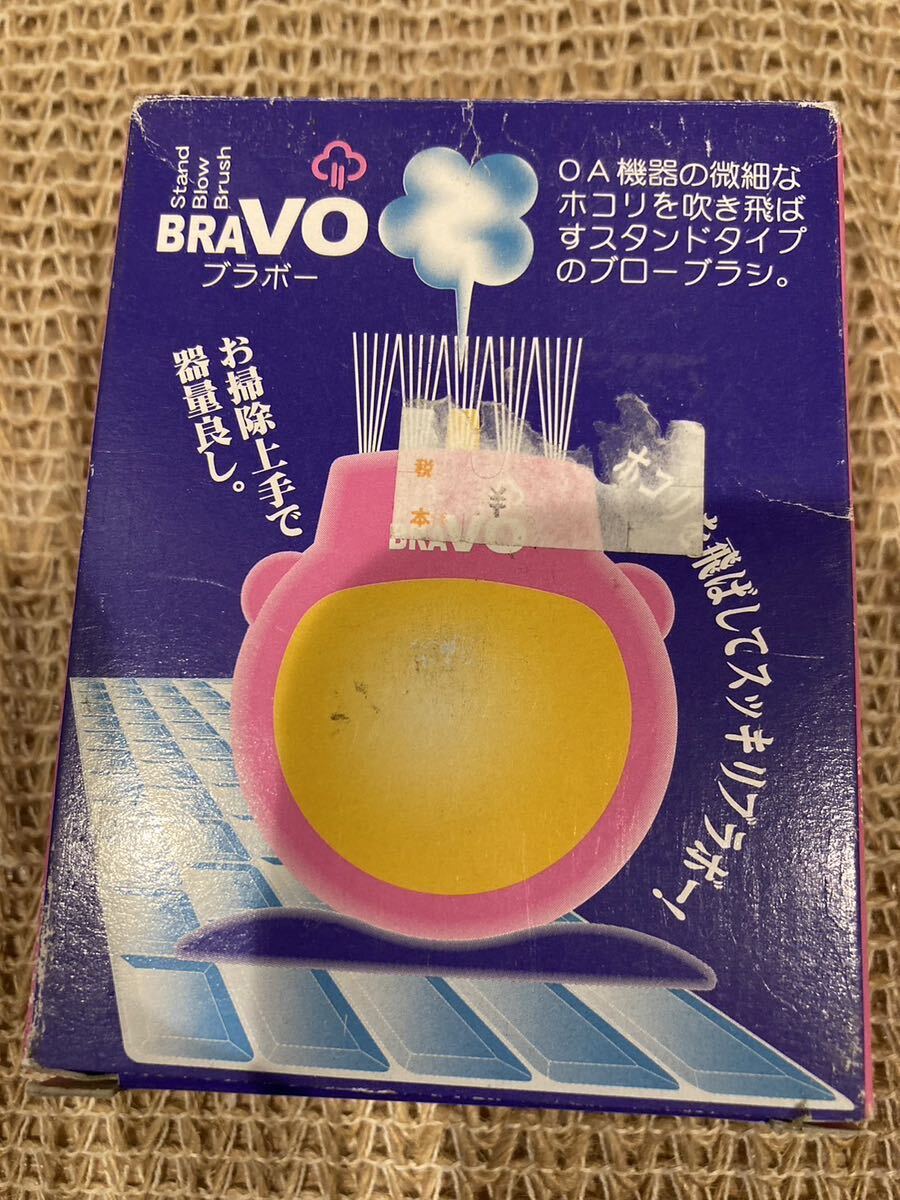 Stand
Blow
Brush
BRAVO
ブラボー
OA機器の微細な
ホコリを吹き飛ば
すスタンドタイプ
のブローブラシ。
お掃除上手で
器量良し。
税
本
¥
ホコ
飛ばしてスッキリブラボー!
BRAVO